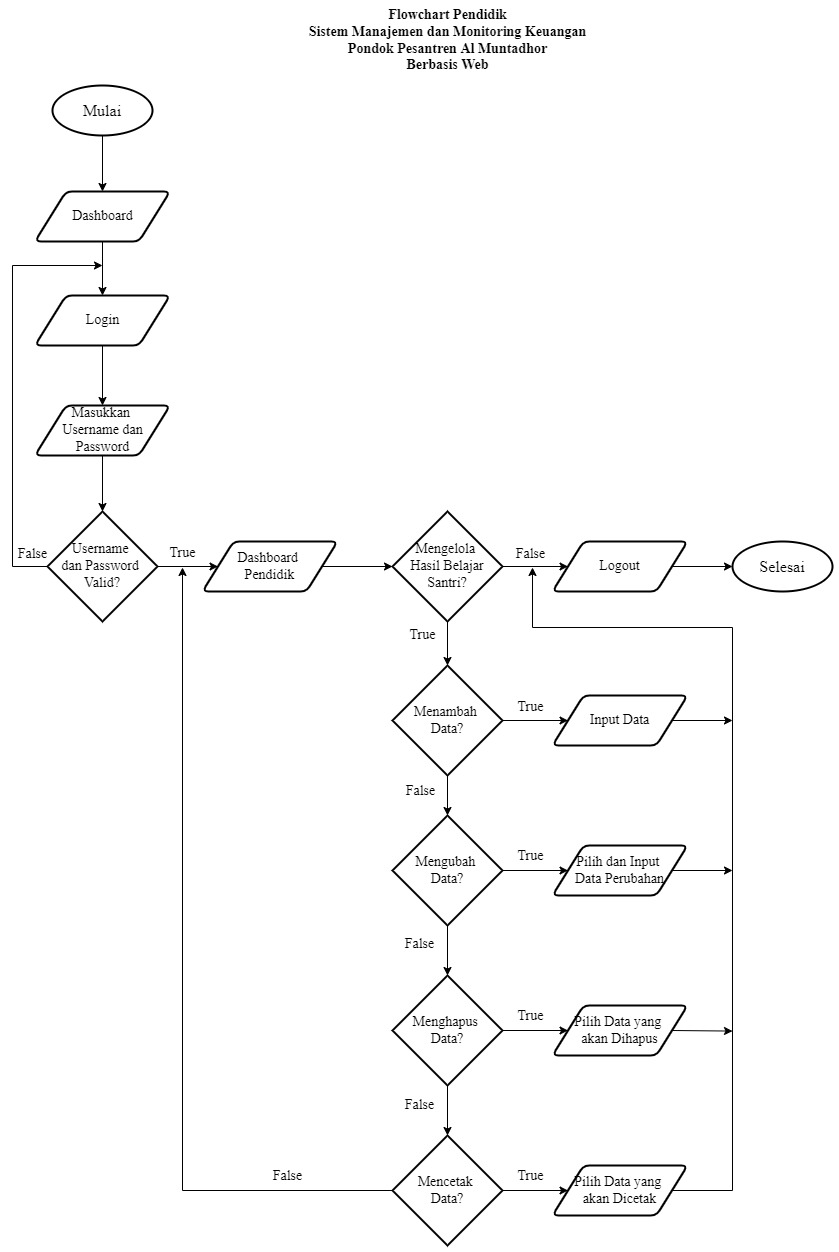 Flowchart Pendidik
Sistem Manajemen dan Monitoring Keuangan
Pondok Pesantren Al Muntadhor
Berbasis Web
Mulai
Dashboard
Login
Masukkan
Username dan
Password
Username
dan Password
Valid?
False
True
Dashboard
Pendidik
Mengelola
Hasil Belajar
Santri?
False
Logout
Selesai
True
Menambah
Data?
True
Input Data
False
Mengubah
Data?
True
Pilih dan Input
Data Perubahan
False
Menghapus
Data?
True
Pilih Data yang
akan Dihapus
False
Mencetak
Data?
True
Pilih Data yang
akan Dicetak
False